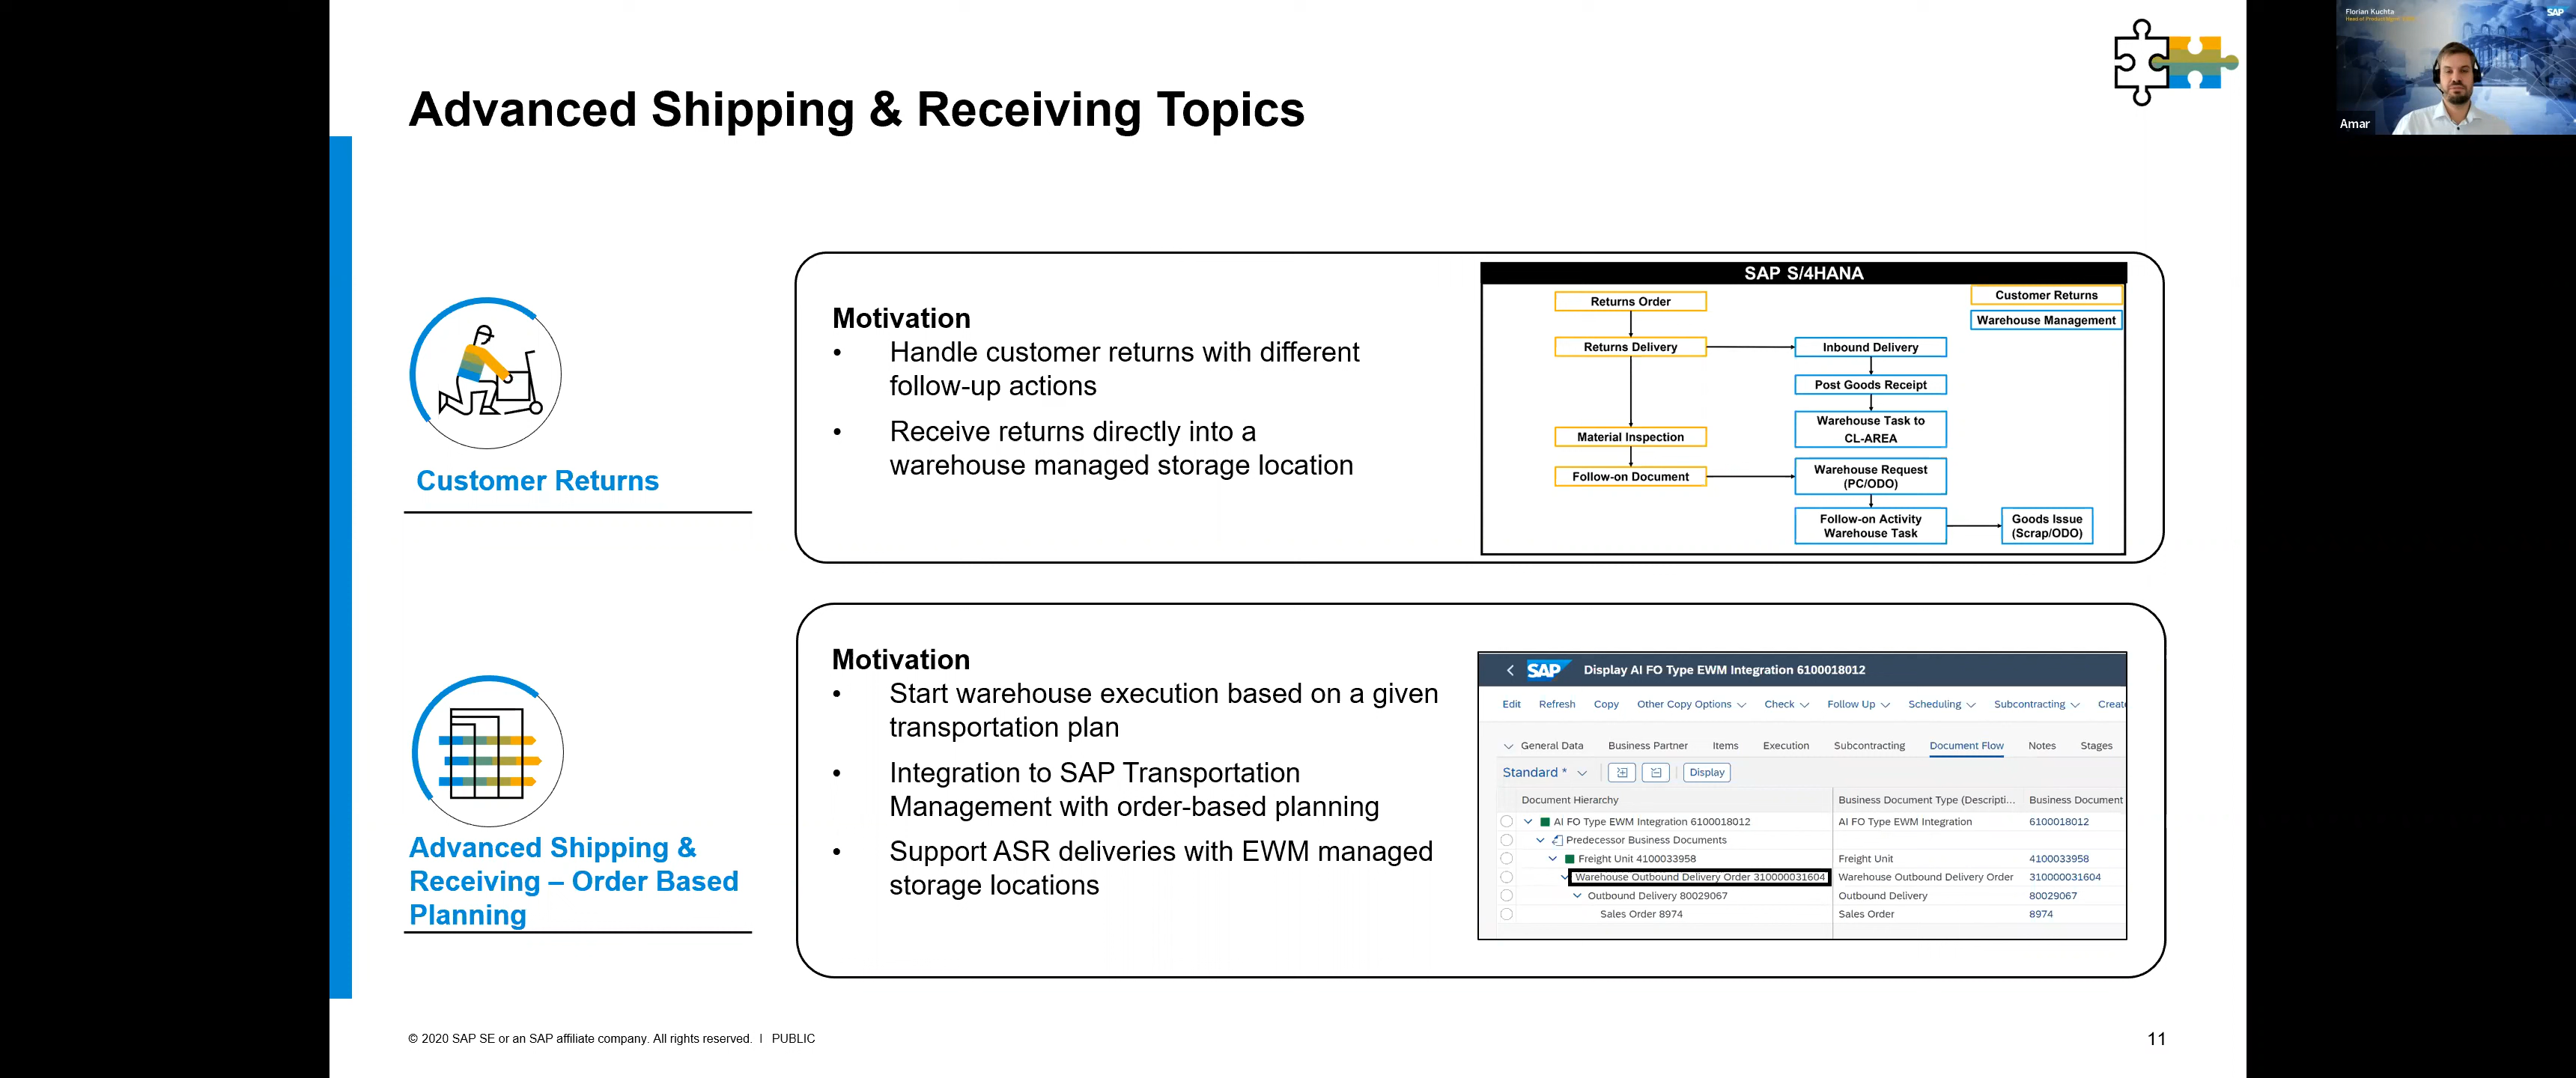 Florian Kuchta
SAP
Amar
Advanced Shipping & Receiving Topics
Customer Returns
Motivation
• Handle customer returns with different
follow-up actions
• Receive returns directly into a
warehouse managed storage location
SAP S/4HANA
Returns Order
Customer Returns
Warehouse Management
Returns Delivery
Inbound Delivery
Post Goods Receipt
Warehouse Task to
CL-AREA
Material Inspection
Follow-on Document
Warehouse Request
(PC/ODO)
Follow-on Activity
Warehouse Task
Goods Issue
(Scrap/ODO)
Advanced Shipping &
Receiving – Order Based
Planning
Motivation
• Start warehouse execution based on a given
transportation plan
• Integration to SAP Transportation
Management with order-based planning
• Support ASR deliveries with EWM managed
storage locations
SAP Display AI FO Type EWM Integration 6100018012
Edit Refresh Copy Other Copy Options Check Follow Up Scheduling Subcontracting Create
General Data Business Partner Items Execution Subcontracting Document Flow Notes Stages
Standard * Display
Document Hierarchy Business Document Type (Descripti... Business Document
AI FO Type EWM Integration 6100018012 AI FO Type EWM Integration 6100018012
Predecessor Business Documents
Freight Unit 4100033958 Freight Unit 4100033958
Warehouse Outbound Delivery Order 310000031604 Warehouse Outbound Delivery Order 310000031604
Outbound Delivery 80029067 Outbound Delivery 80029067
Sales Order 8974 Sales Order 8974
© 2020 SAP SE or an SAP affiliate company. All rights reserved. | PUBLIC
11